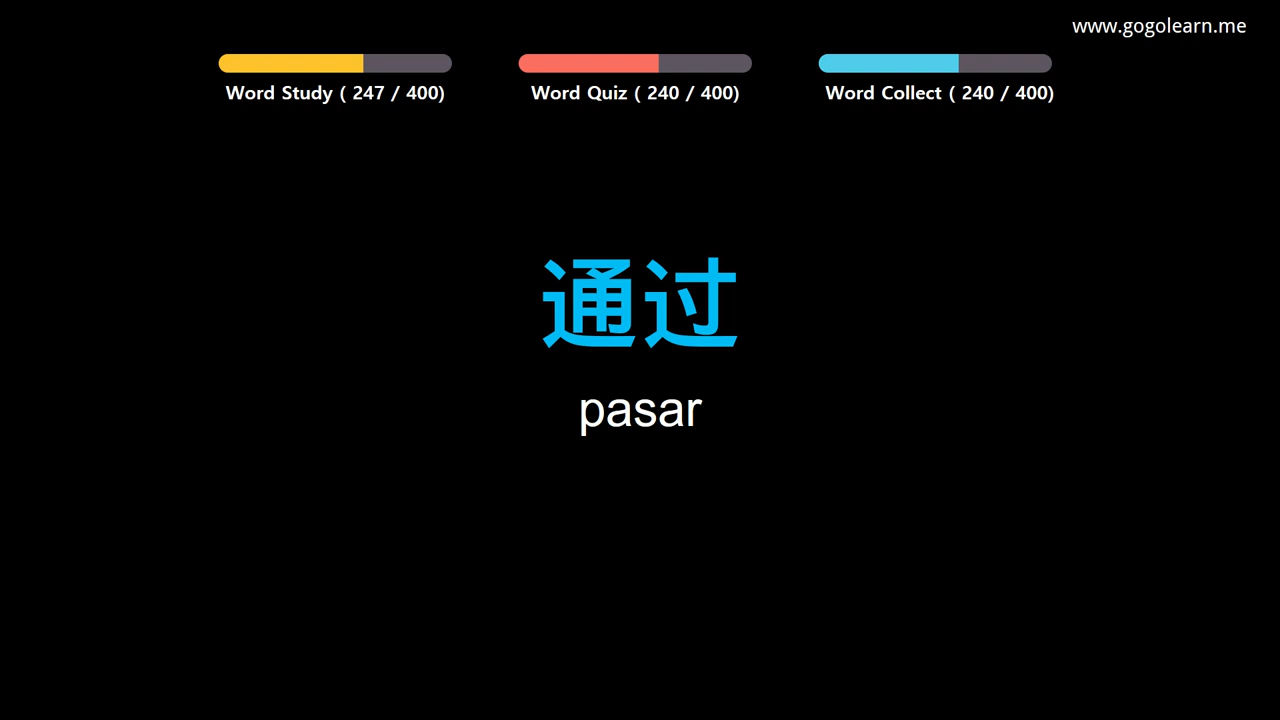 www.gogolearn.me
Word Study ( 247 / 400)
Word Quiz ( 240 / 400)
Word Collect ( 240 / 400)
通过
pasar